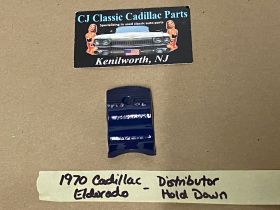 CJ Classic Cadillac Parts
Specializing in used classic auto parts
Kenilworth, NJ
1970 Cadillac - Distributor
Eldorado Hold Down